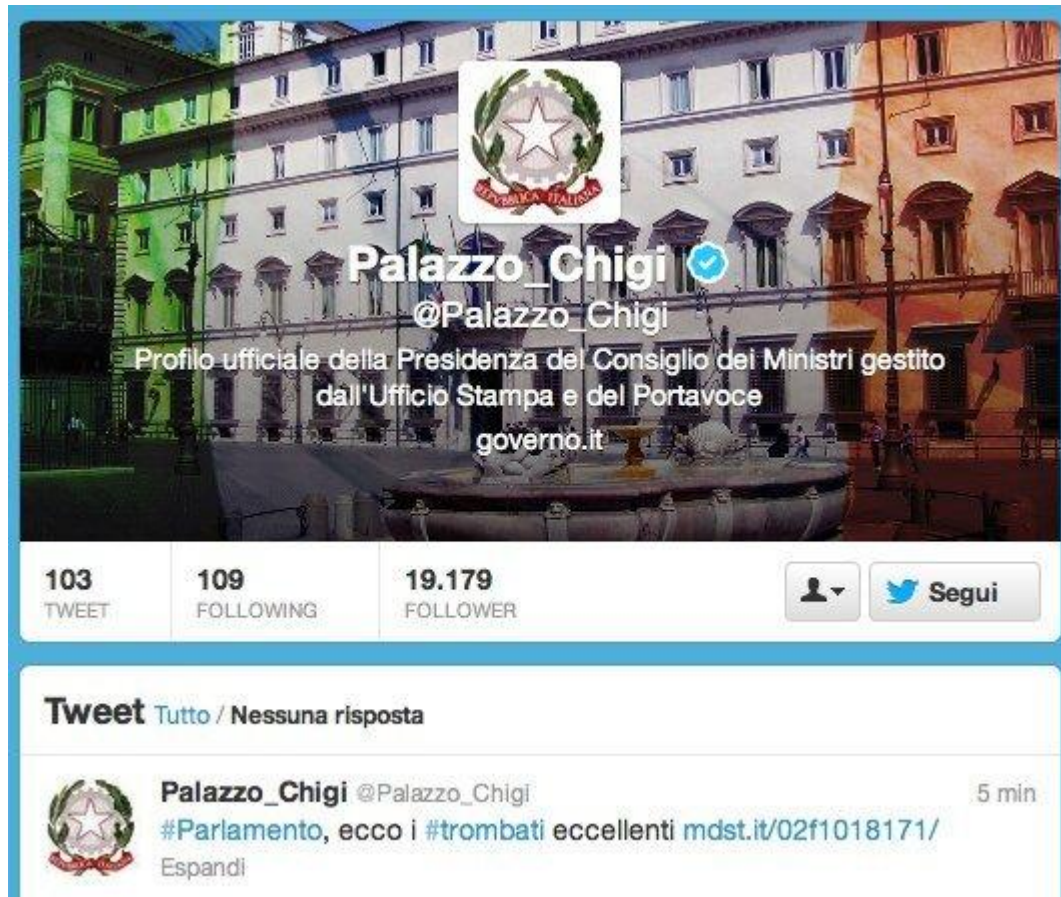 REPVBBLICA ITALIANA
Palazzo_Chigi
@Palazzo_Chigi
Profilo ufficiale della Presidenza del Consiglio dei Ministri gestito
dall'Ufficio Stampa e del Portavoce
governo.it
103 109 19.179
TWEET FOLLOWING FOLLOWER
Segui
Tweet Tutto / Nessuna risposta
Palazzo_Chigi @Palazzo_Chigi 5 min
#Parlamento, ecco i #trombati eccellenti mdst.it/02f1018171/
Espandi